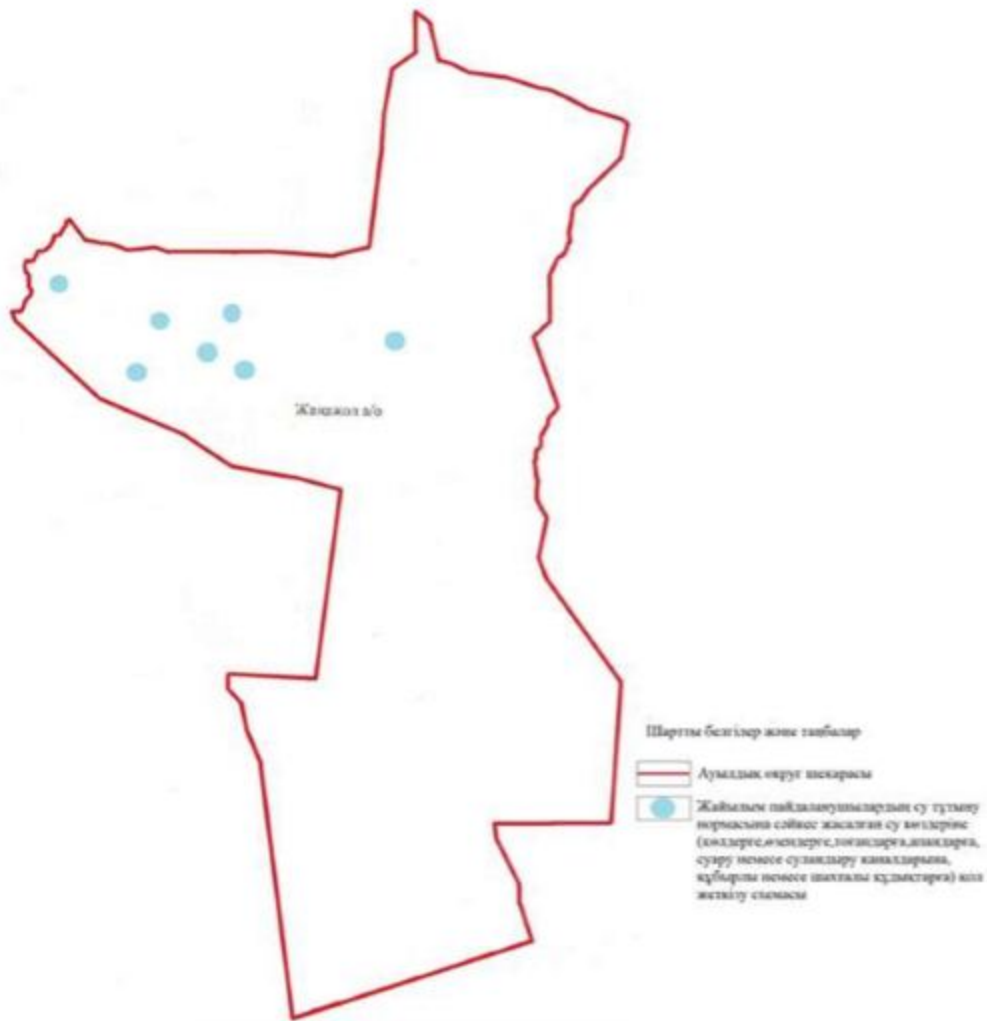 Жаңажол а/о
Шартты белгілер және таңбалар
Ауылдық округ шекарасы
Жайылым пайдаланушылардың су тұтыну
нормасына сәйкес жасалған су көздеріне
(көлдерге,өзендерге,тоғандарға,апандарға,
суару немесе суландыру каналдарына,
құбырлы немесе шахталы құдықтарға) қол
жеткізу схемасы